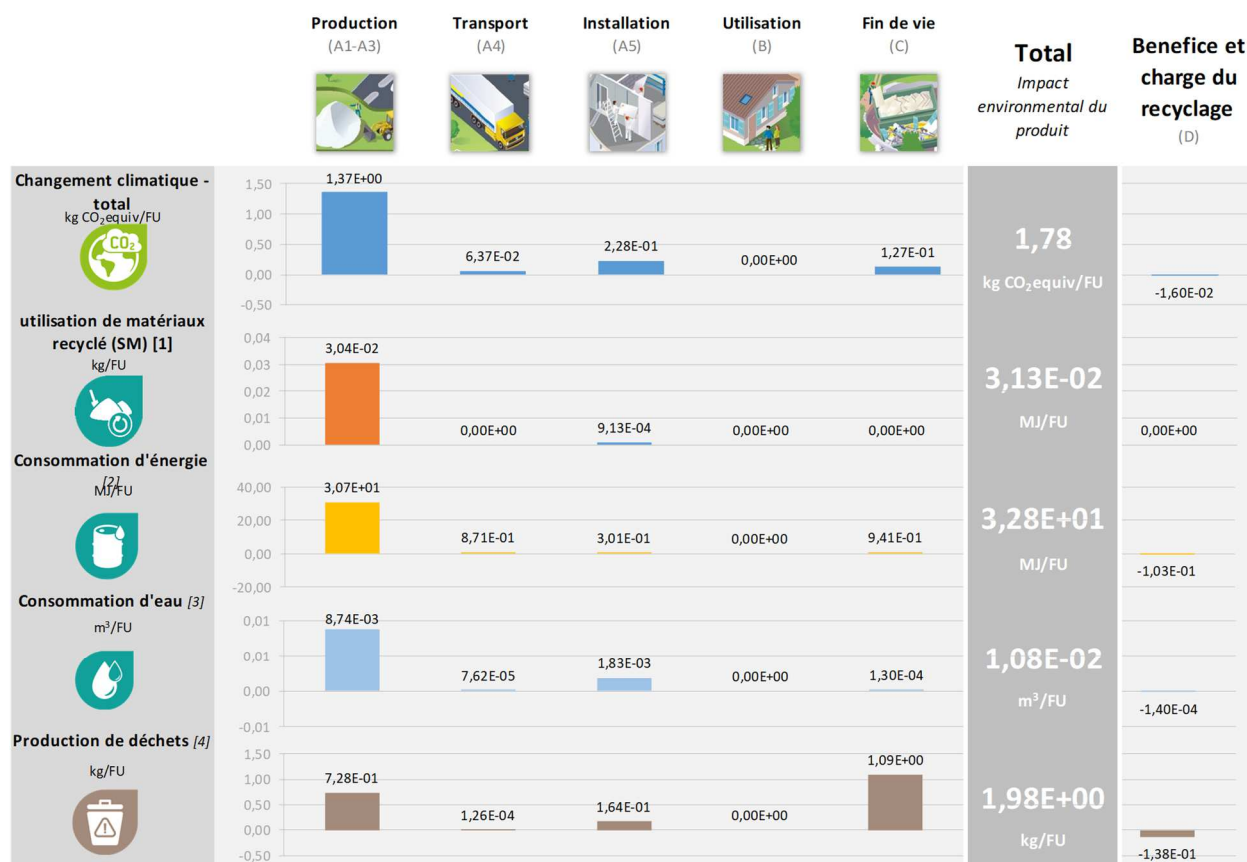 Production
(A1-A3)
Transport
(A4)
Installation
(A5)
Utilisation
(B)
Fin de vie
(C)
Total
Impact
environmental du
produit
Benefice et
charge du
recyclage
(D)
Changement climatique -
total
kg CO₂equiv/FU
CO₂
1,50
1,00
0,50
0,00
-0,50
1,37E+00
6,37E-02
2,28E-01
0,00E+00
1,27E-01
1,78
kg CO₂equiv/FU
-1,60E-02
utilisation de matériaux
recyclé (SM) [1]
kg/FU
0,04
0,03
0,02
0,01
0,00
3,04E-02
0,00E+00
9,13E-04
0,00E+00
0,00E+00
3,13E-02
MJ/FU
0,00E+00
Consommation d'énergie
[2]
MJ/FU
40,00
20,00
0,00
-20,00
3,07E+01
8,71E-01
3,01E-01
0,00E+00
9,41E-01
3,28E+01
MJ/FU
-1,03E-01
Consommation d'eau [3]
m³/FU
0,01
0,01
0,00
-0,01
8,74E-03
7,62E-05
1,83E-03
0,00E+00
1,30E-04
1,08E-02
m³/FU
-1,40E-04
Production de déchets [4]
kg/FU
1,50
1,00
0,50
0,00
-0,50
7,28E-01
1,26E-04
1,64E-01
0,00E+00
1,09E+00
1,98E+00
kg/FU
-1,38E-01